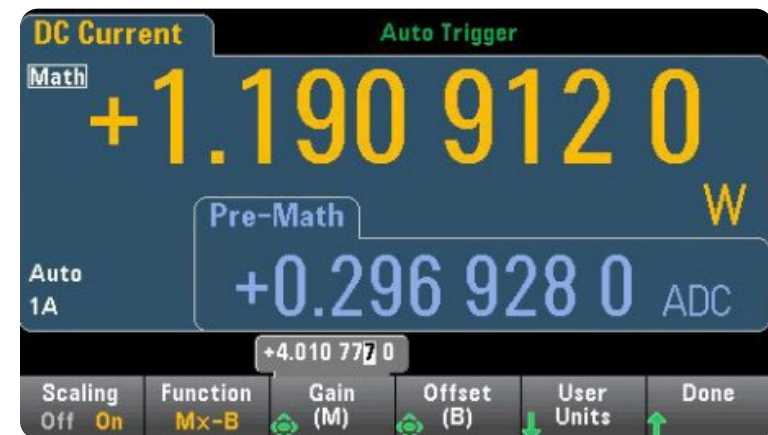 DC Current Auto Trigger
Math
+1.190 912 0
W
Pre-Math
Auto
+0.296 928 0 ADC
1A
+4.010 777 0
Scaling Function Gain Offset User Done
Off On Mx-B (M) (B) Units